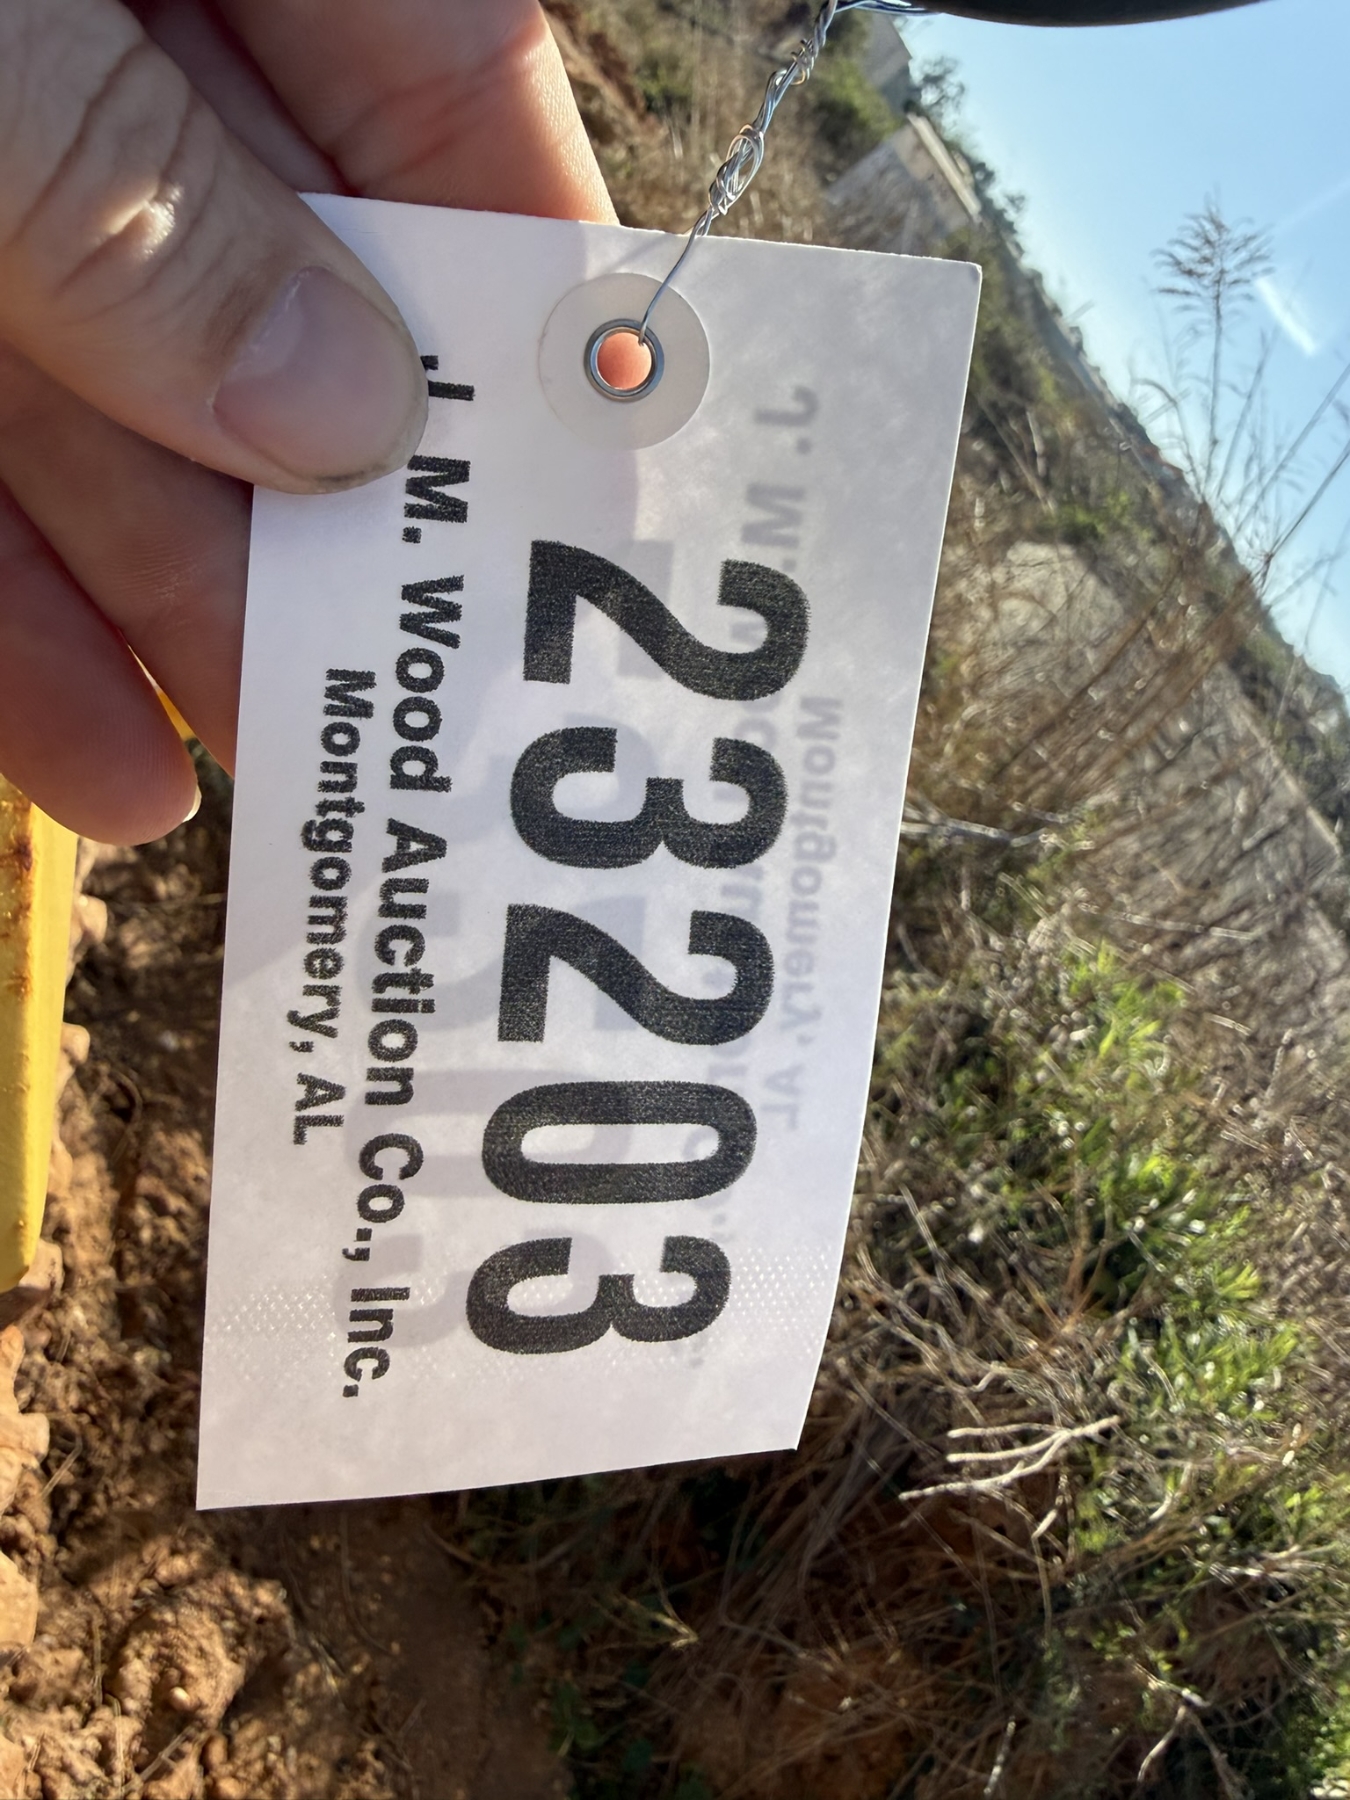 23203
J. M. Wood Auction Co., Inc.
Montgomery, AL